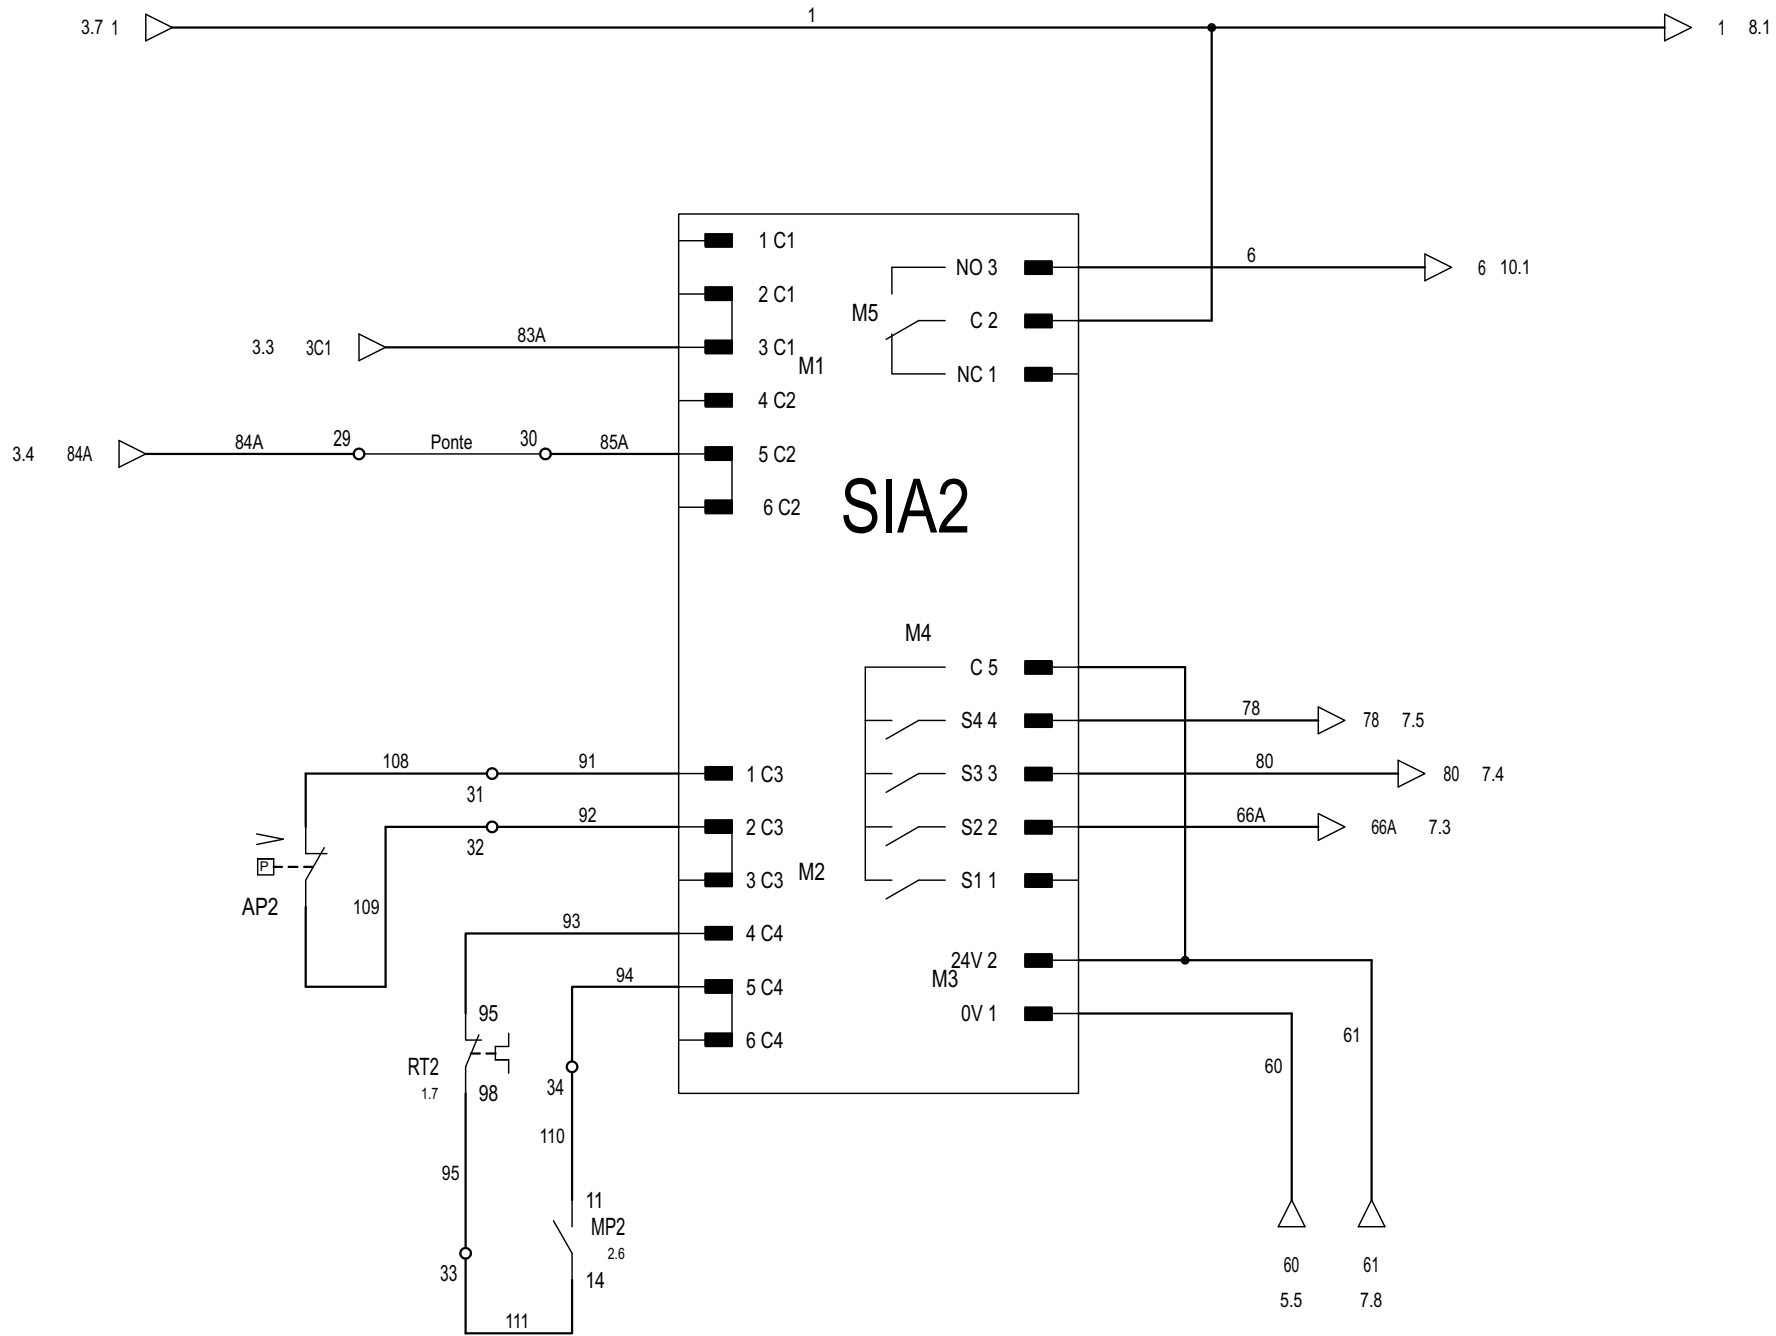 1
3.7 1
1 8.1
1 C1
NO 3
6
6 10.1
2 C1
M5
C 2
83A
3.3 3C1
3 C1
M1
NC 1
4 C2
84A
29
Ponte
30
85A
3.4 84A
5 C2
6 C2
SIA2
M4
C 5
78
S4 4
78 7.5
108
91
80
1 C3
S3 3
80 7.4
31
92
66A
2 C3
S2 2
66A 7.3
32
P
M2
3 C3
S1 1
AP2
109
93
4 C4
24V 2
M3
94
5 C4
95
0V 1
61
6 C4
RT2
60
1.7
98
34
110
95
11
MP2
2.6
33
14
60
61
5.5
7.8
111